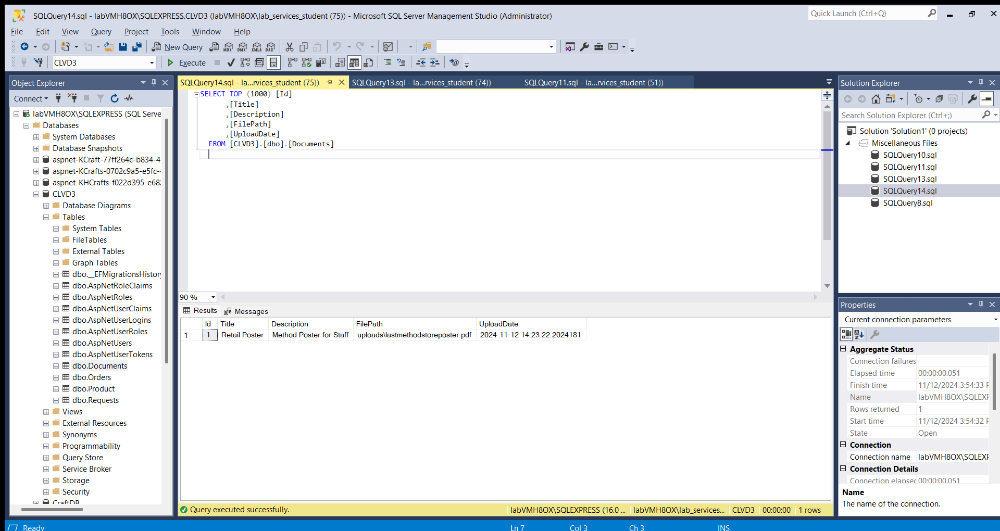 SQLQuery14.sql - labVMH8OX\SQLEXPRESS.CLVD3 (labVMH8OX\lab_services_student (75)) - Microsoft SQL Server Management Studio (Administrator)
Quick Launch (Ctrl+Q)
File Edit View Query Project Tools Window Help
New Query
MDX DMX XMLA DAX
CLVD3
Execute
Object Explorer
Connect
labVMH8OX\SQLEXPRESS (SQL Serve
Databases
System Databases
Database Snapshots
aspnet-KCraft-77ff264c-b834-4
aspnet-KCrafts-0702c9a5-e5fc-4
aspnet-KHCrafts-f022d395-e682
CLVD3
Database Diagrams
Tables
System Tables
FileTables
External Tables
Graph Tables
dbo.__EFMigrationsHistory
dbo.AspNetRoleClaims
dbo.AspNetRoles
dbo.AspNetUserClaims
dbo.AspNetUserLogins
dbo.AspNetUserRoles
dbo.AspNetUsers
dbo.AspNetUserTokens
dbo.Documents
dbo.Orders
dbo.Product
dbo.Requests
Views
External Resources
Synonyms
Programmability
Query Store
Service Broker
Storage
Security
CraftDB
SQLQuery14.sql - la...rvices_student (75))
SQLQuery13.sql - la...rvices_student (74))
SQLQuery11.sql - la...rvices_student (51))
SELECT TOP (1000) [Id]
,[Title]
,[Description]
,[FilePath]
,[UploadDate]
FROM [CLVD3].[dbo].[Documents]
90 %
Results Messages
Id Title Description FilePath UploadDate
1 1 Retail Poster Method Poster for Staff uploads\lastmethodstoreposter.pdf 2024-11-12 14:23:22.2024181
Query executed successfully.
labVMH8OX\SQLEXPRESS (16.0 ... labVMH8OX\lab_services... CLVD3 00:00:00 1 rows
Solution Explorer
Search Solution Explorer (Ctrl+;)
Solution 'Solution1' (0 projects)
Miscellaneous Files
SQLQuery10.sql
SQLQuery11.sql
SQLQuery13.sql
SQLQuery14.sql
SQLQuery8.sql
Properties
Current connection parameters
Aggregate Status
Connection failures
Elapsed time 00:00:00.051
Finish time 11/12/2024 3:54:33 P
Name labVMH8OX\SQLEXP
Rows returned 1
Start time 11/12/2024 3:54:32 P
State Open
Connection
Connection name labVMH8OX\SQLEXP
Connection Details
Connection elapsec 00:00:00.051
Name
The name of the connection.
Ready Ln 7 Col 3 Ch 3 INS